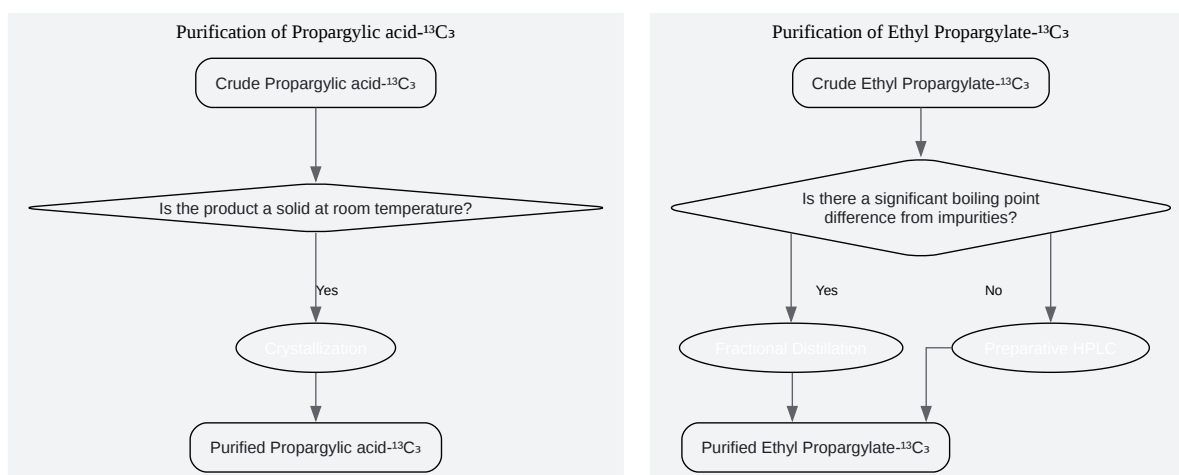 Purification of Propargylic acid-¹³C₃
Crude Propargylic acid-¹³C₃
Is the product a solid at room temperature?
Yes
Crystallization
Purified Propargylic acid-¹³C₃
Purification of Ethyl Propargylate-¹³C₃
Crude Ethyl Propargylate-¹³C₃
Is there a significant boiling point
difference from impurities?
Yes
No
Fractional Distillation
Preparative HPLC
Purified Ethyl Propargylate-¹³C₃